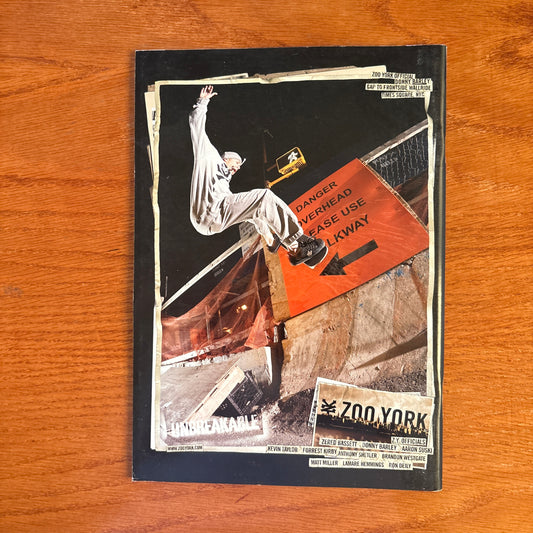 ZOO YORK OFFICIAL
DONNY BARLEY
GAP TO FRONTSIDE WALLRIDE
TIMES SQUARE, NYC
DANGER
OVERHEAD
EASE USE
LKWAY
ZOO YORK
UNBREAKABLE
Z.Y. OFFICIALS
ZERED BASSETT DONNY BARLEY AARON SUSKI
KEVIN TAYLOR FORREST KIRBY ANTHONY SHETLER BRANDON WESTGATE
MATT MILLER LAMARE HEMMINGS RON DEILY
WWW.ZOOYORK.COM